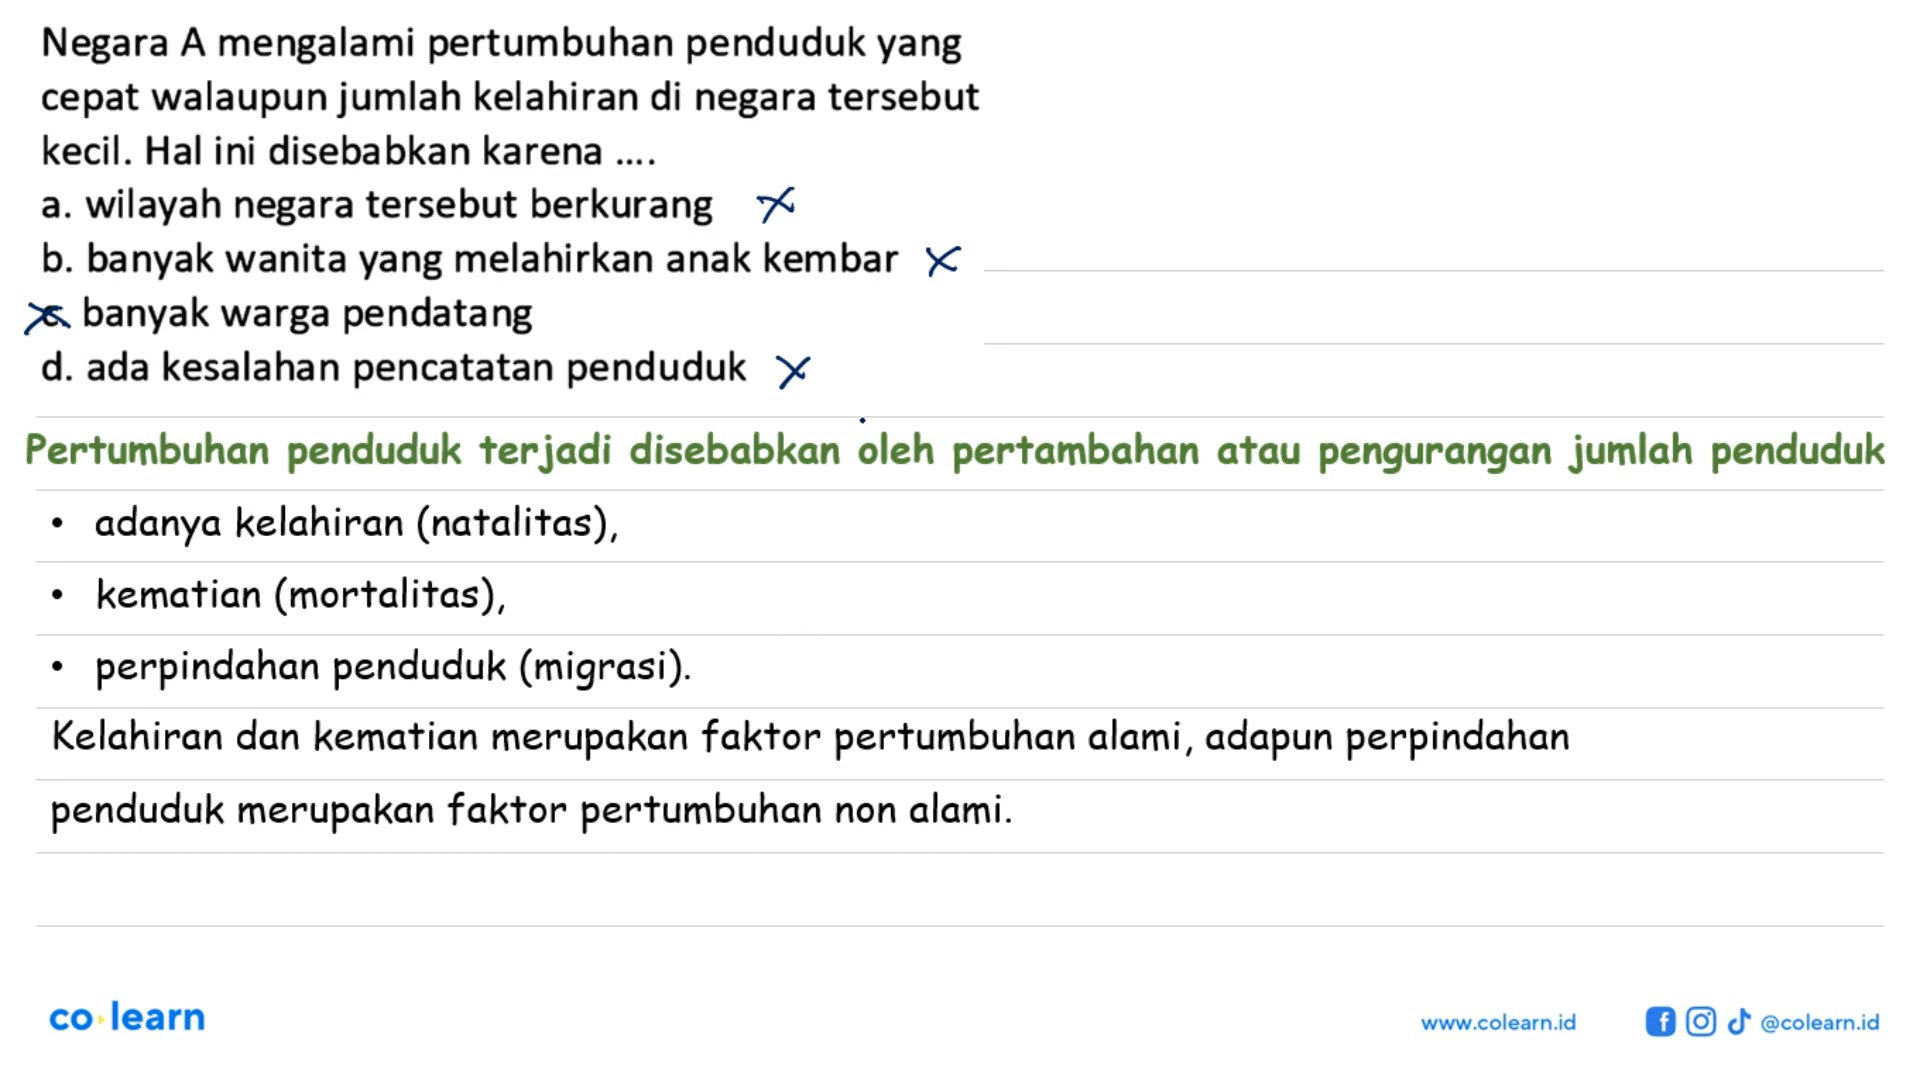 Negara A mengalami pertumbuhan penduduk yang
cepat walaupun jumlah kelahiran di negara tersebut
kecil. Hal ini disebabkan karena ....
a. wilayah negara tersebut berkurang
b. banyak wanita yang melahirkan anak kembar
c. banyak warga pendatang
d. ada kesalahan pencatatan penduduk
Pertumbuhan penduduk terjadi disebabkan oleh pertambahan atau pengurangan jumlah penduduk
• adanya kelahiran (natalitas),
• kematian (mortalitas),
• perpindahan penduduk (migrasi).
Kelahiran dan kematian merupakan faktor pertumbuhan alami, adapun perpindahan
penduduk merupakan faktor pertumbuhan non alami.
co learn
www.colearn.id
@colearn.id